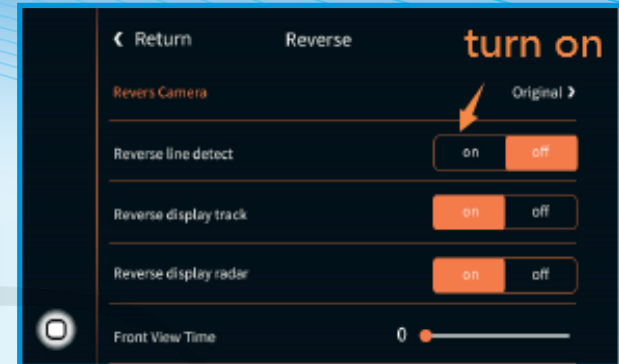 ‹ Return Reverse turn on
Revers Camera Original ›
Reverse line detect on off
Reverse display track on off
Reverse display radar on off
Front View Time 0